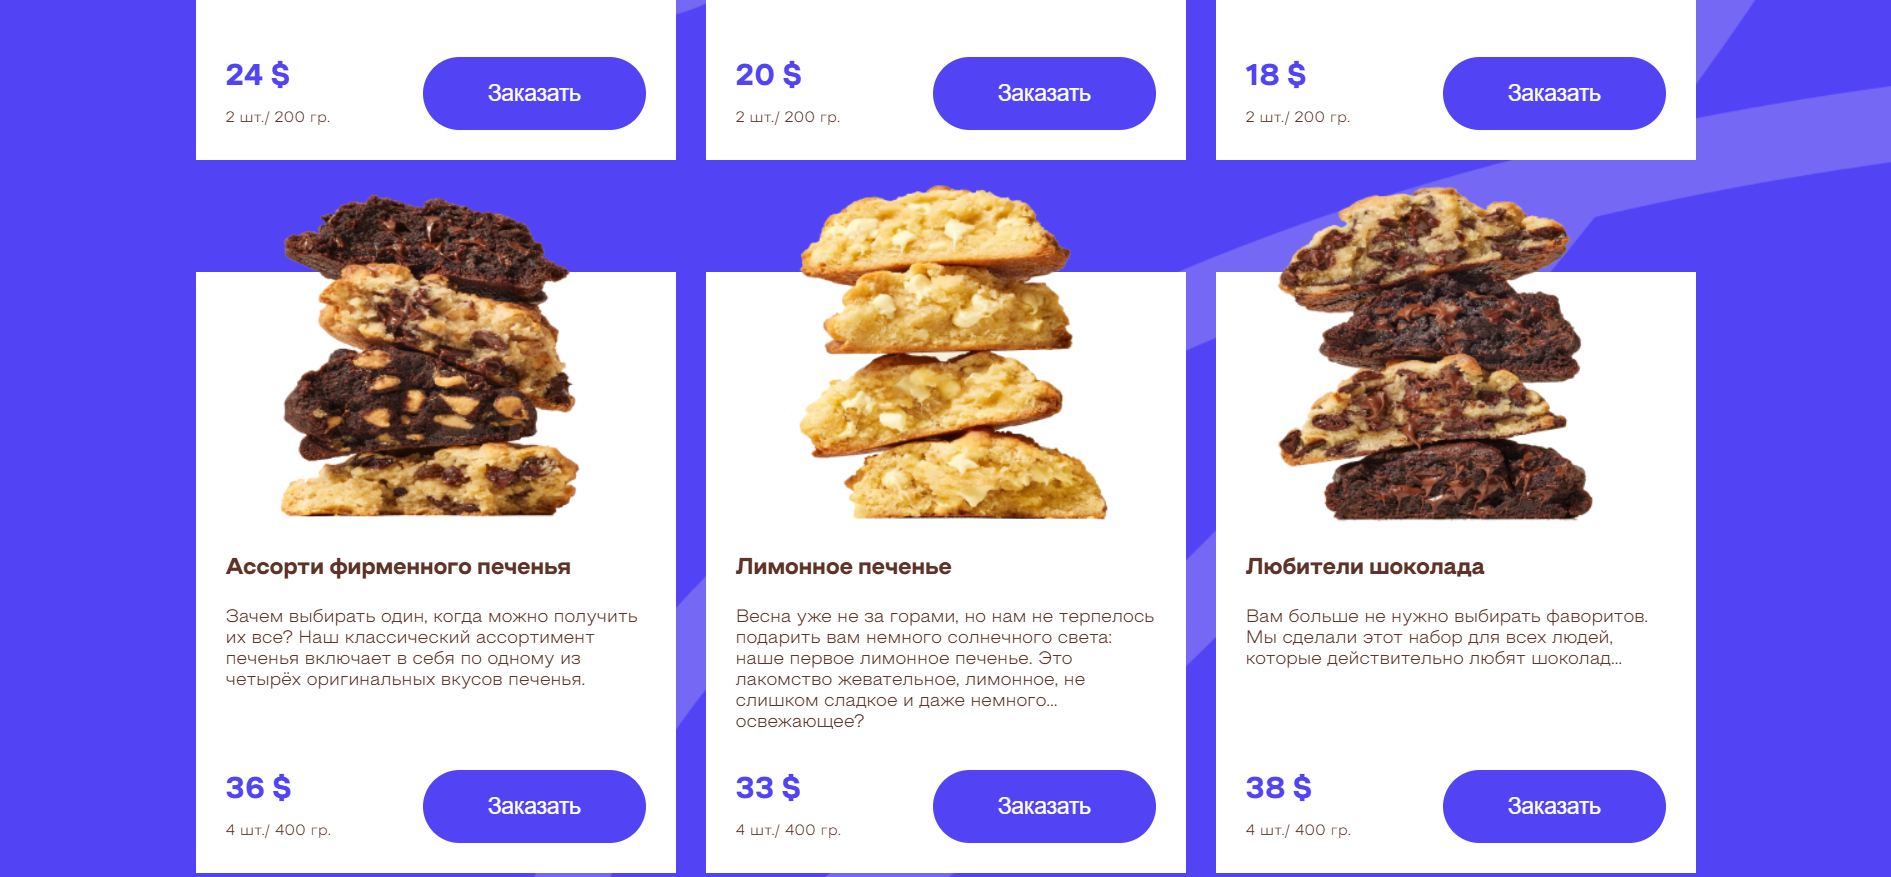 24 $
2 шт./ 200 гр.
Заказать
20 $
2 шт./ 200 гр.
Заказать
18 $
2 шт./ 200 гр.
Заказать
Ассорти фирменного печенья
Зачем выбирать один, когда можно получить
их все? Наш классический ассортимент
печенья включает в себя по одному из
четырёх оригинальных вкусов печенья.
36 $
4 шт./ 400 гр.
Заказать
Лимонное печенье
Весна уже не за горами, но нам не терпелось
подарить вам немного солнечного света:
наше первое лимонное печенье. Это
лакомство жевательное, лимонное, не
слишком сладкое и даже немного...
освежающее?
33 $
4 шт./ 400 гр.
Заказать
Любители шоколада
Вам больше не нужно выбирать фаворитов.
Мы сделали этот набор для всех людей,
которые действительно любят шоколад...
38 $
4 шт./ 400 гр.
Заказать